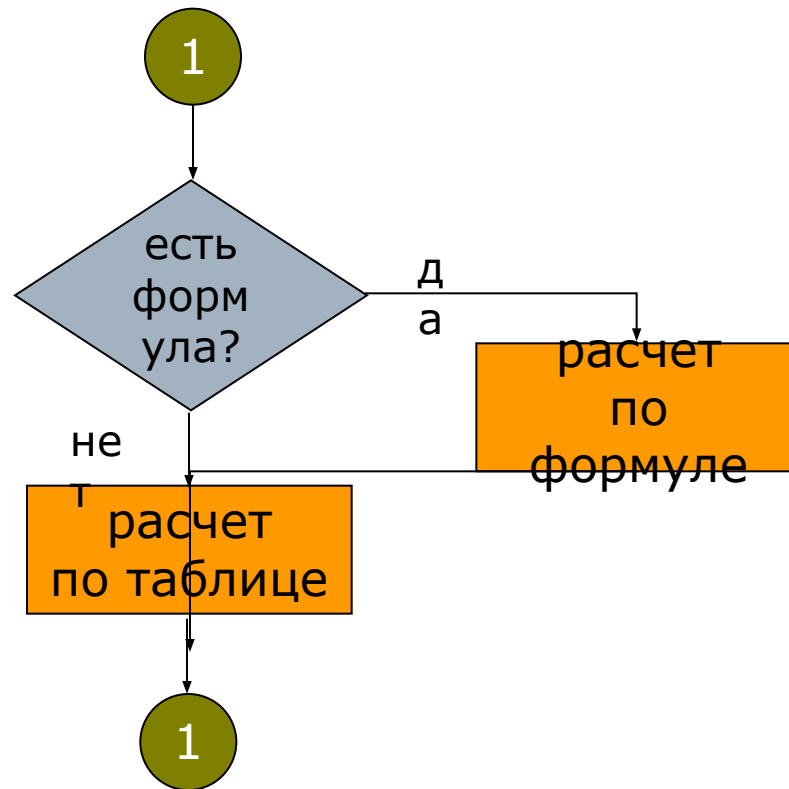 1
есть
форм
ула?
д
а
расчет
по
формуле
не
т
расчет
по таблице
1